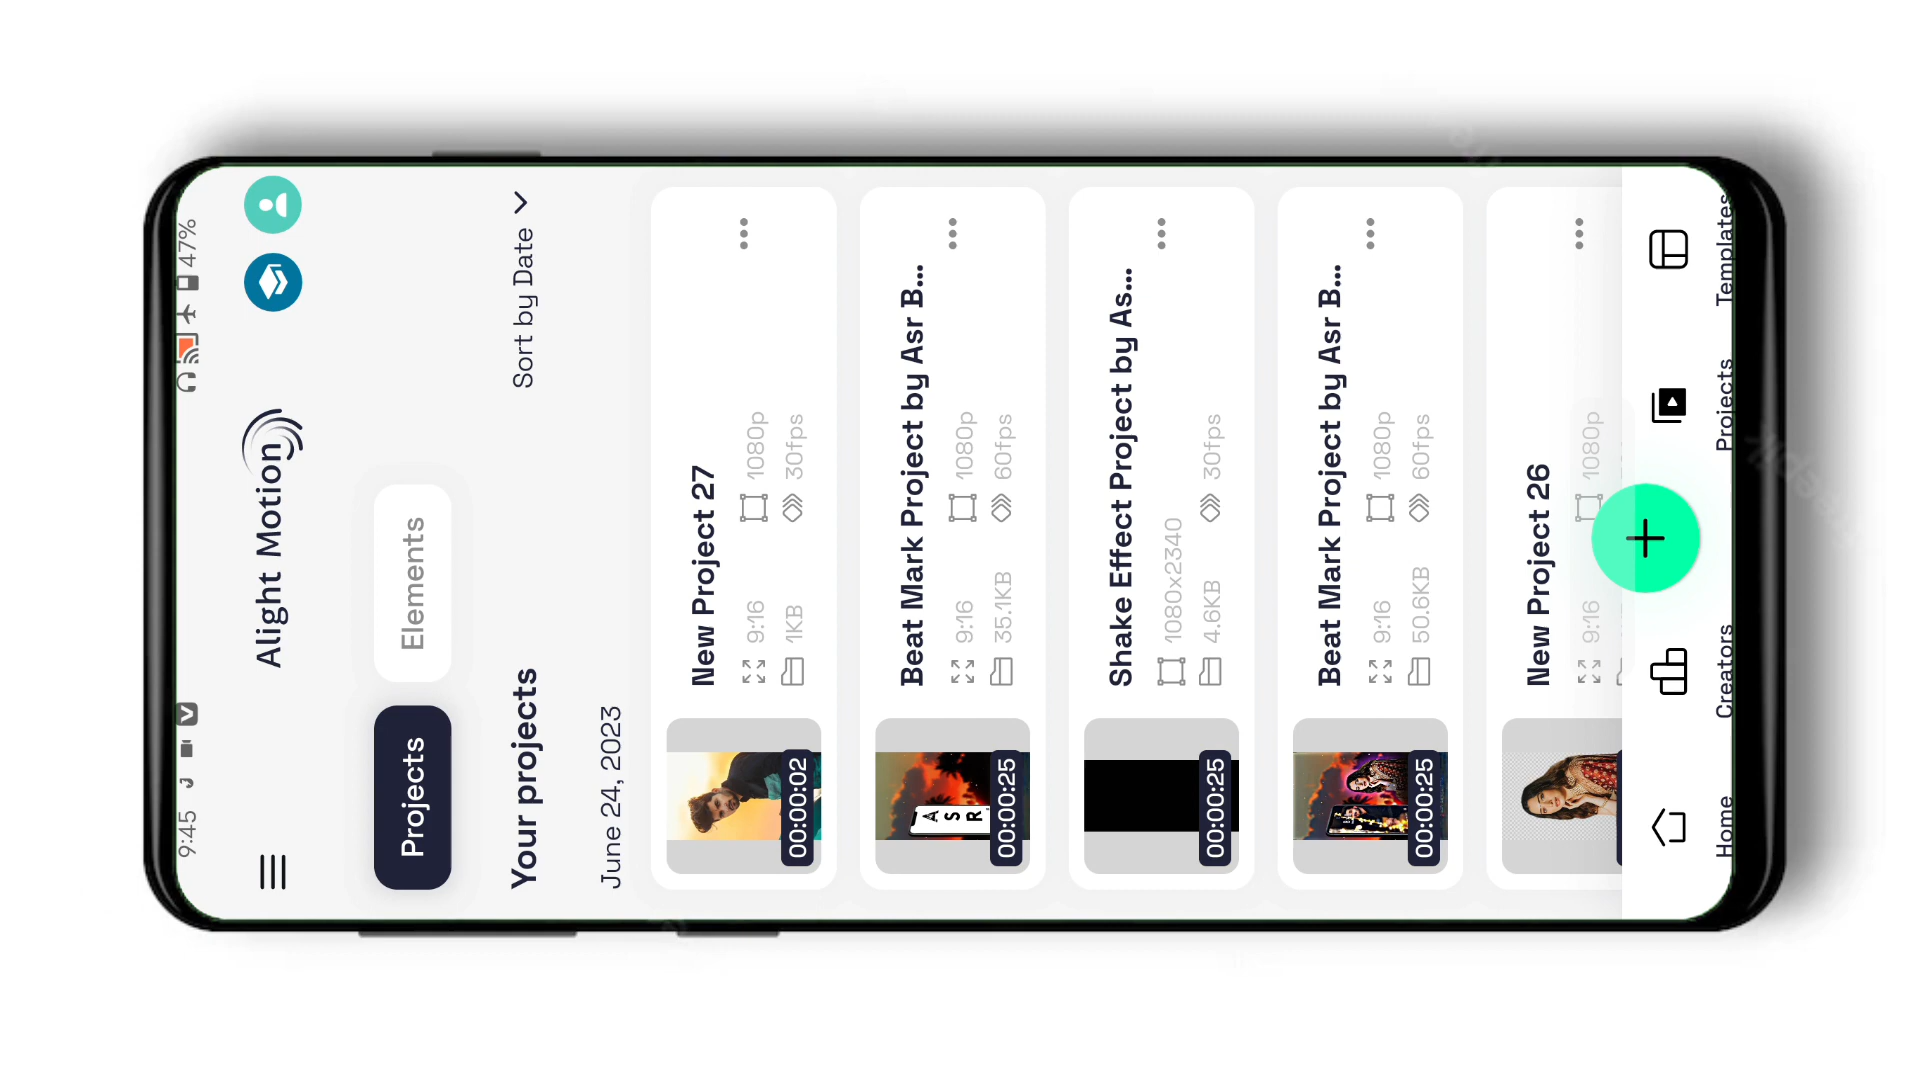 9:45
47%
Alight Motion
Projects
Elements
Your projects
Sort by Date
June 24, 2023
New Project 27
9:16
1080p
1KB
30fps
00:00:02
Beat Mark Project by Asr B...
9:16
1080p
35.1KB
60fps
A
S
R
00:00:25
Shake Effect Project by As...
1080x2340
4.6KB
30fps
00:00:25
Beat Mark Project by Asr B...
9:16
1080p
50.6KB
60fps
00:00:25
New Project 26
9:16
1080p
Home
Creators
Projects
Templates